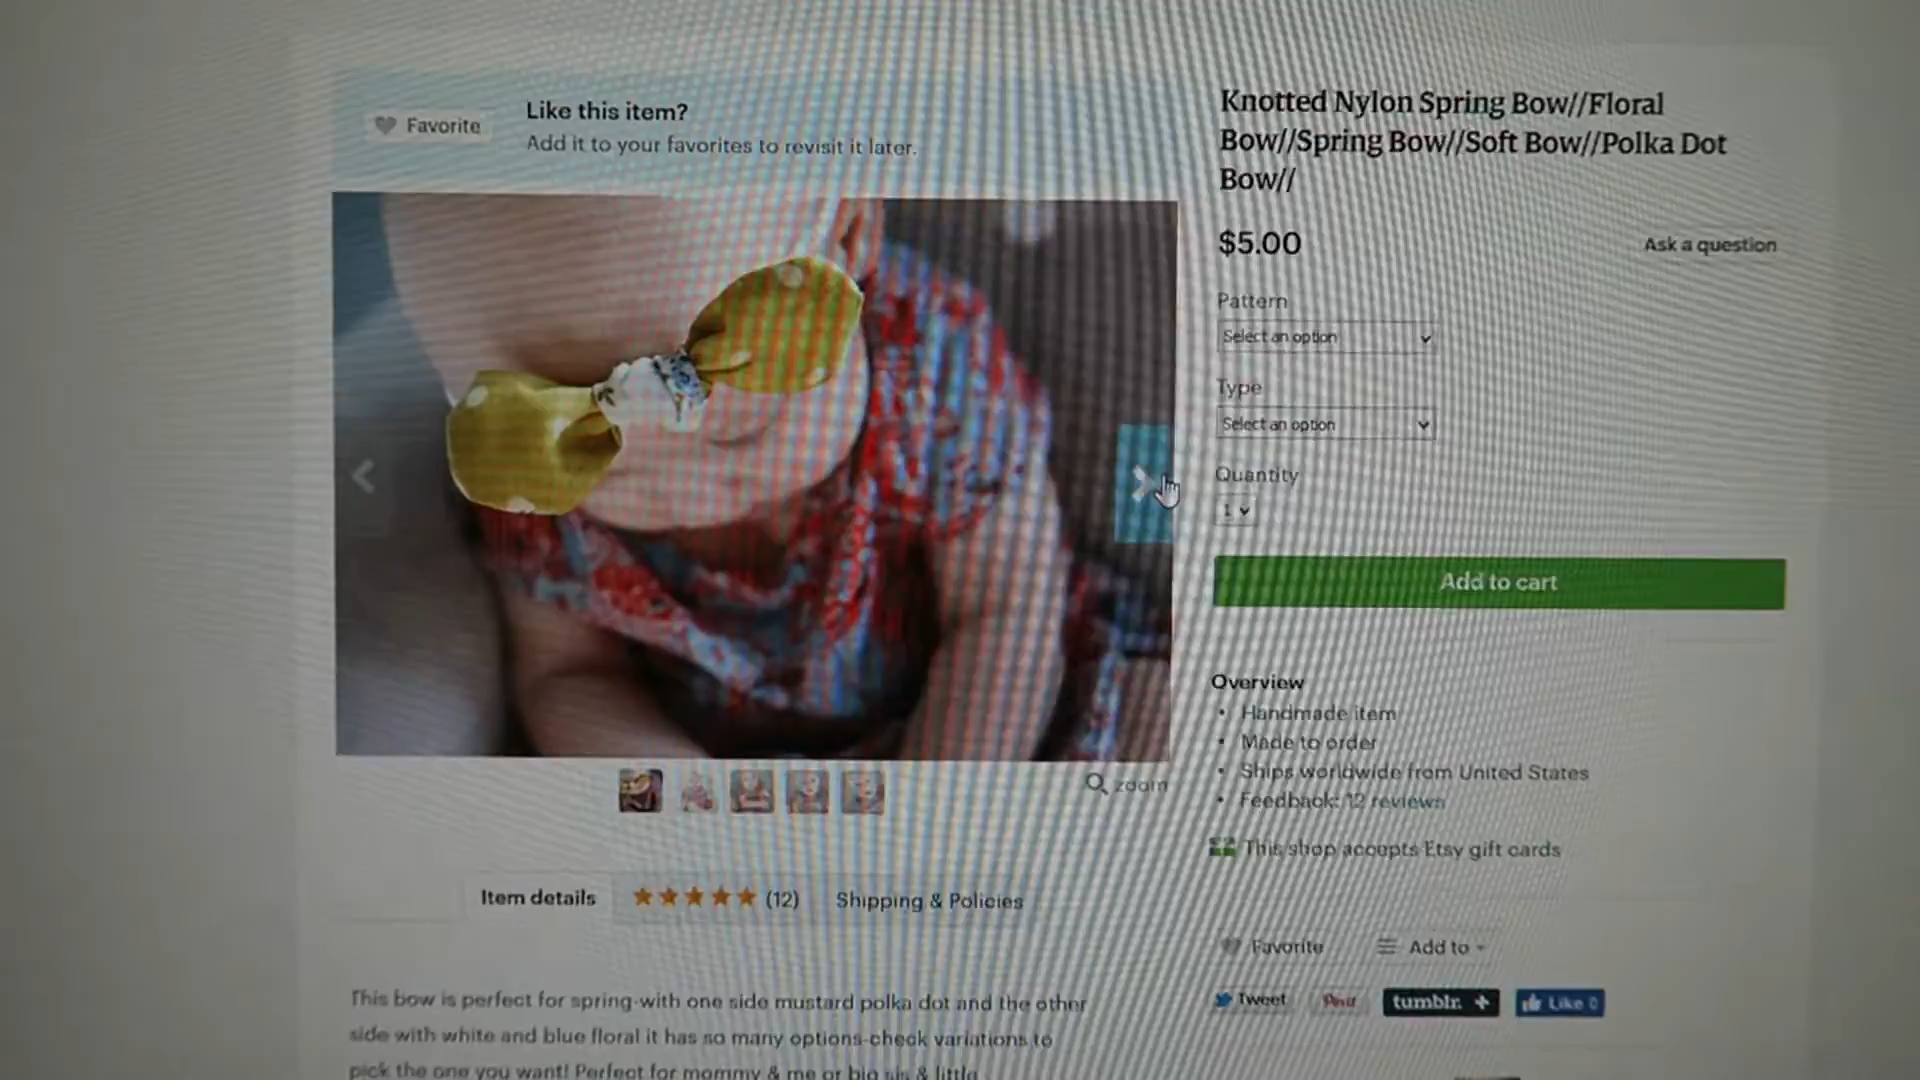 Favorite
Like this item?
Add it to your favorites to revisit it later.
Knotted Nylon Spring Bow//Floral
Bow//Spring Bow//Soft Bow//Polka Dot
Bow//
$5.00
Ask a question
Pattern
Select an option
Type
Select an option
Quantity
1
Add to cart
zoom
Overview
• Handmade item
• Made to order
• Ships worldwide from United States
• Feedback: 12 reviews
This shop accepts Etsy gift cards
Item details
(12)
Shipping & Policies
Favorite
Add to
Tweet
Pin it
tumblr. +
Like 0
This bow is perfect for spring-with one side mustard polka dot and the other
side with white and blue floral it has so many options-check variations to
pick the one you want! Perfect for mommy & me or big sis & little